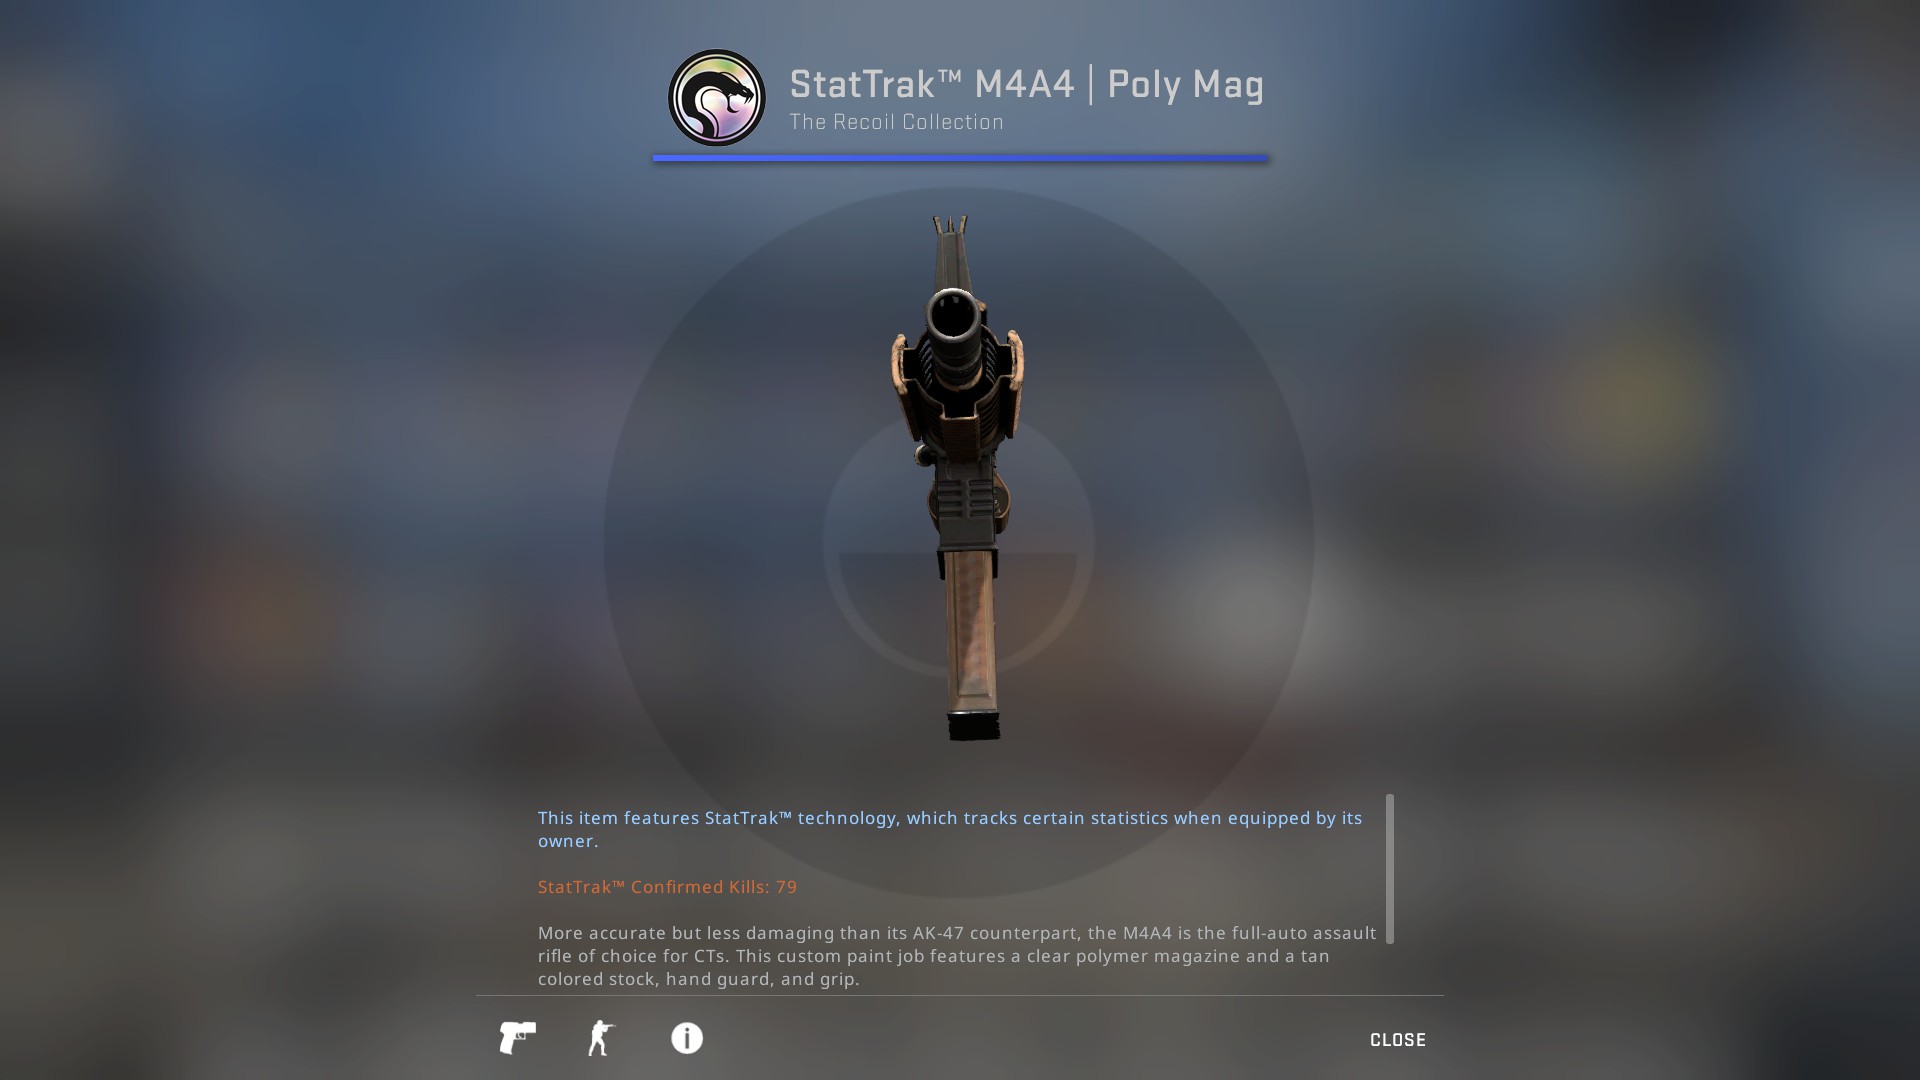 StatTrak™ M4A4 | Poly Mag
The Recoil Collection
This item features StatTrak™ technology, which tracks certain statistics when equipped by its
owner.
StatTrak™ Confirmed Kills: 79
More accurate but less damaging than its AK-47 counterpart, the M4A4 is the full-auto assault
rifle of choice for CTs. This custom paint job features a clear polymer magazine and a tan
colored stock, hand guard, and grip.
CLOSE